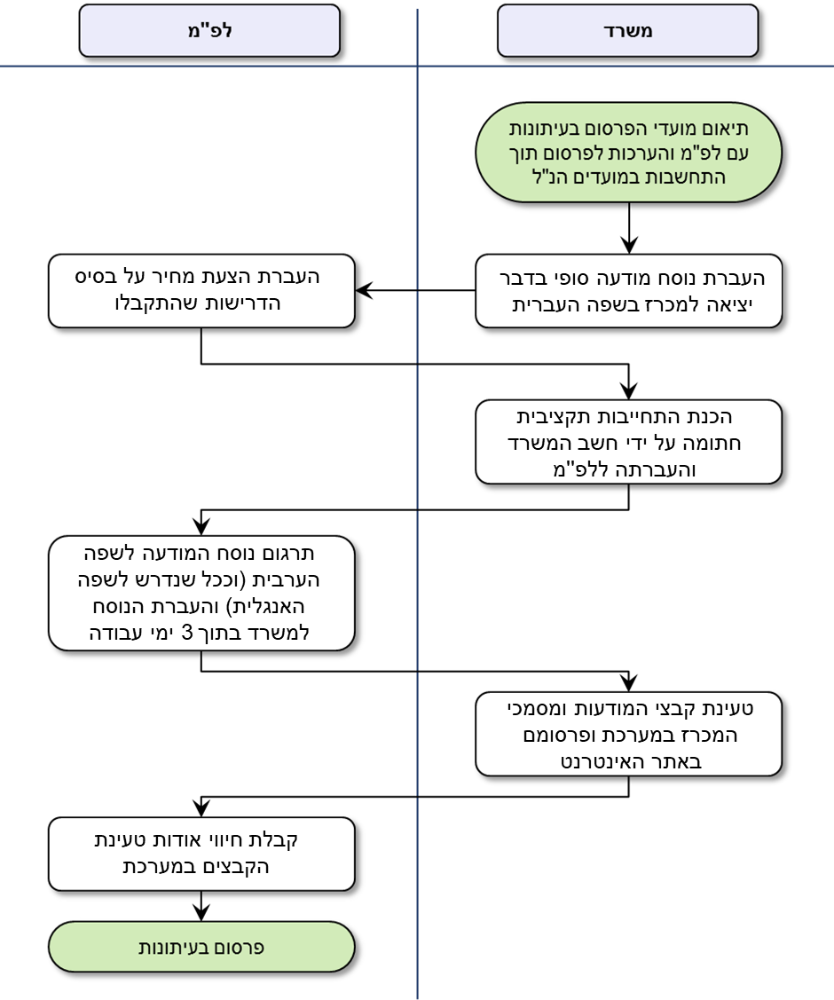 משרד
לפ"מ
תיאום מועדי הפרסום בעיתונות
עם לפ"מ והערכות לפרסום תוך
התחשבות במועדים הנ"ל
העברת נוסח מודעה סופי בדבר
יציאה למכרז בשפה העברית
העברת הצעת מחיר על בסיס
הדרישות שהתקבלו
הכנת התחייבות תקציבית
חתומה על ידי חשב המשרד
והעברתה ללפ"מ
תרגום נוסח המודעה לשפה
הערבית (וככל שנדרש לשפה
האנגלית) והעברת הנוסח
למשרד בתוך 3 ימי עבודה
טעינת קבצי המודעות ומסמכי
המכרז במערכת ופרסומם
באתר האינטרנט
קבלת חיווי אודות טעינת
הקבצים במערכת
פרסום בעיתונות